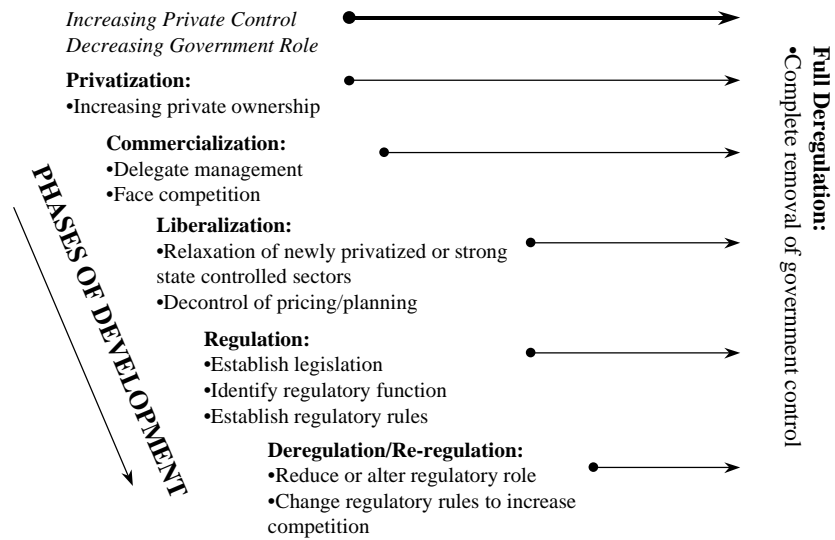 Increasing Private Control
Decreasing Government Role
Privatization:
•Increasing private ownership
Commercialization:
•Delegate management
•Face competition
Liberalization:
•Relaxation of newly privatized or strong
state controlled sectors
•Decontrol of pricing/planning
Regulation:
•Establish legislation
•Identify regulatory function
•Establish regulatory rules
Deregulation/Re-regulation:
•Reduce or alter regulatory role
•Change regulatory rules to increase
competition
PHASES OF DEVELOPMENT
Full Deregulation:
•Complete removal of government control